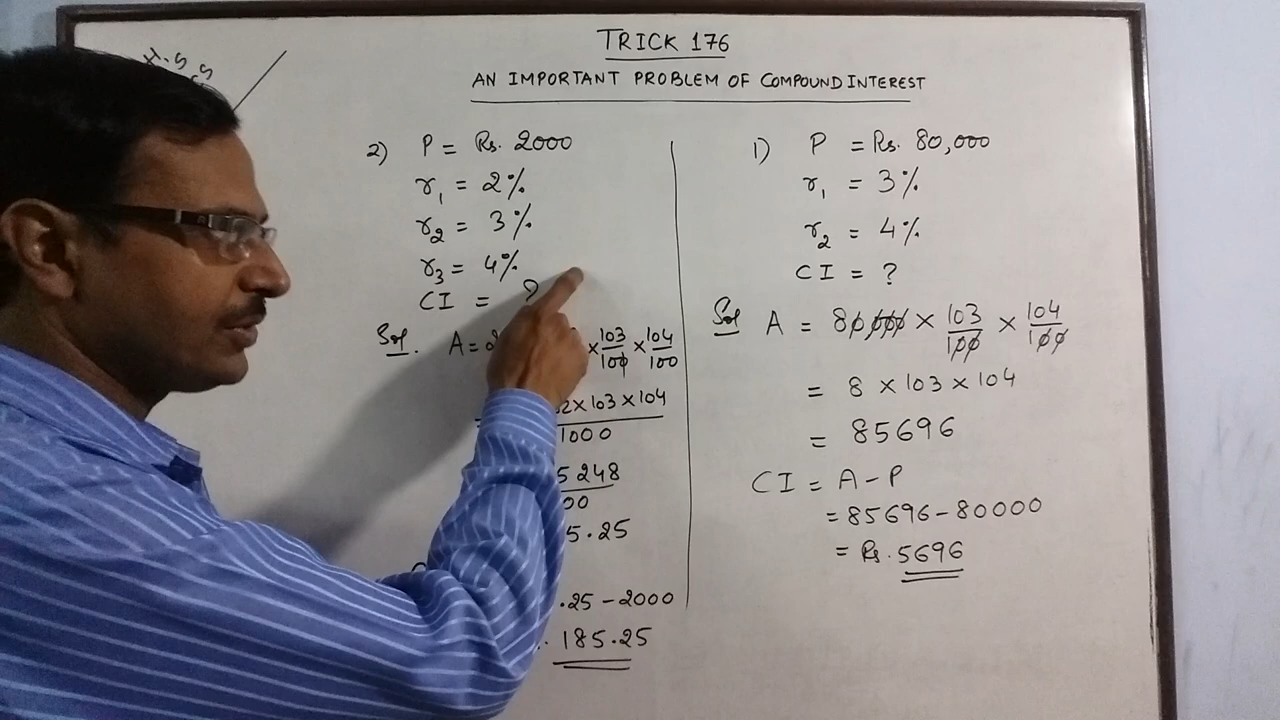 TRICK 176
AN IMPORTANT PROBLEM OF COMPOUND INTEREST
2) P = Rs. 2000
r₁ = 2%
r₂ = 3%
r₃ = 4%
CI = ?
Sol. A = 2 × 103/100 × 104/100
= 2 × 103 × 104
1000
5248
00
5.25
.25 - 2000
. 185.25
1) P = Rs. 80,000
r₁ = 3%
r₂ = 4%
CI = ?
Sol A = 80000 × 103/100 × 104/100
= 8 × 103 × 104
= 85696
CI = A - P
= 85696 - 80000
= Rs. 5696